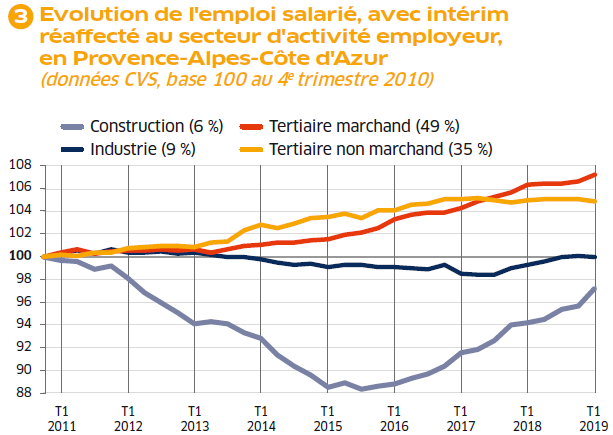 3 Evolution de l'emploi salarié, avec intérim
réaffecté au secteur d'activité employeur,
en Provence-Alpes-Côte d'Azur
(données CVS, base 100 au 4e trimestre 2010)
Construction (6 %) Tertiaire marchand (49 %)
Industrie (9 %) Tertiaire non marchand (35 %)
108
106
104
102
100
98
96
94
92
90
88
T1 T1 T1 T1 T1 T1 T1 T1 T1
2011 2012 2013 2014 2015 2016 2017 2018 2019